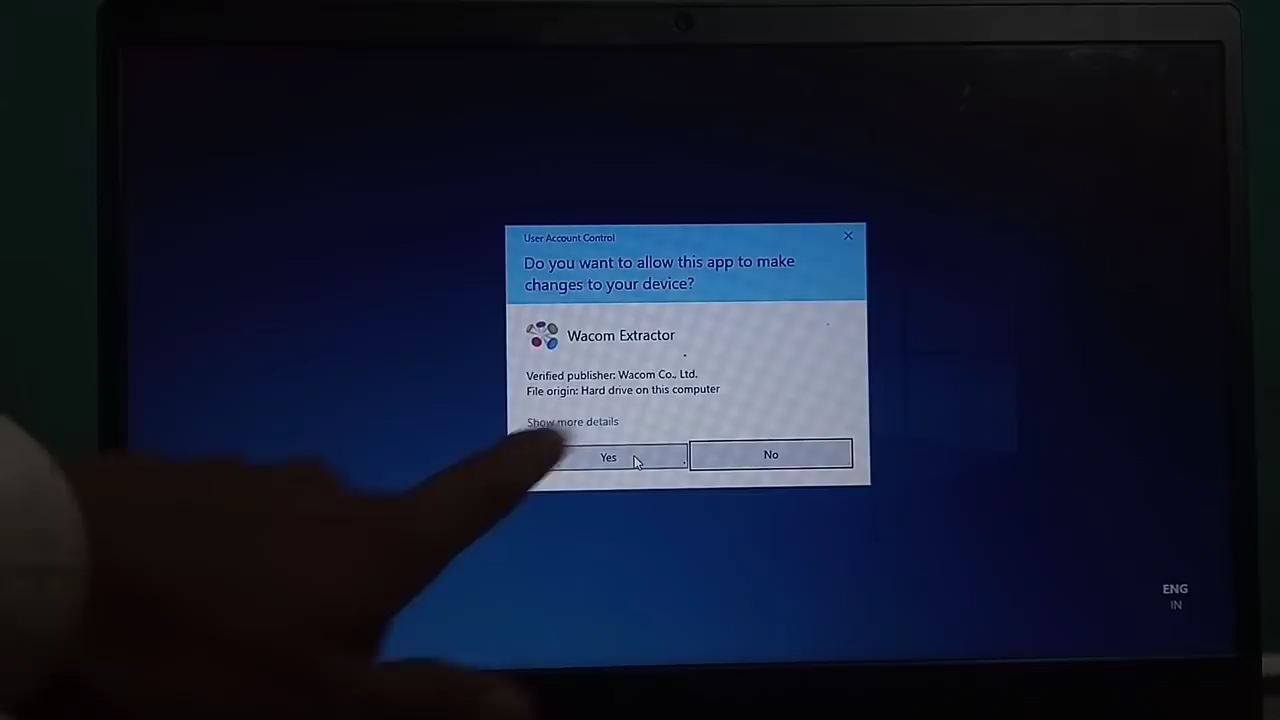 User Account Control
Do you want to allow this app to make
changes to your device?
Wacom Extractor
Verified publisher: Wacom Co., Ltd.
File origin: Hard drive on this computer
Show more details
Yes
No
ENG
IN